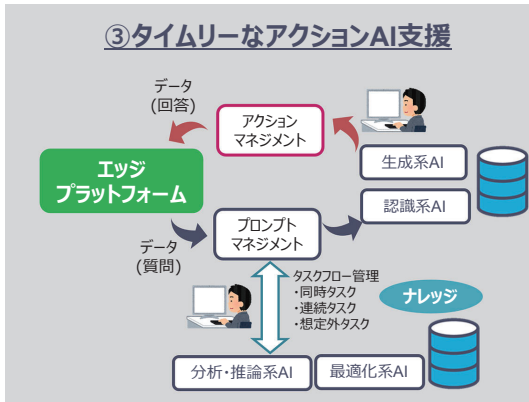 ③タイムリーなアクションAI支援
データ
(回答)
アクション
マネジメント
生成系AI
エッジ
プラットフォーム
認識系AI
プロンプト
マネジメント
データ
(質問)
タスクフロー管理
・同時タスク
・連続タスク
・想定外タスク
ナレッジ
分析・推論系AI
最適化系AI